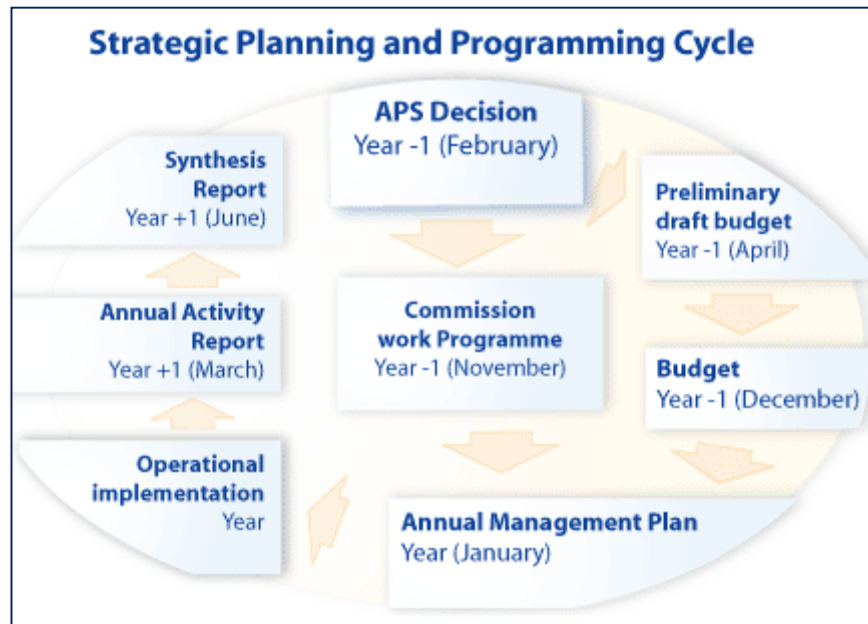 Strategic Planning and Programming Cycle
APS Decision
Year -1 (February)
Synthesis
Report
Year +1 (June)
Preliminary
draft budget
Year -1 (April)
Annual Activity
Report
Year +1 (March)
Commission
work Programme
Year -1 (November)
Budget
Year -1 (December)
Operational
implementation
Year
Annual Management Plan
Year (January)